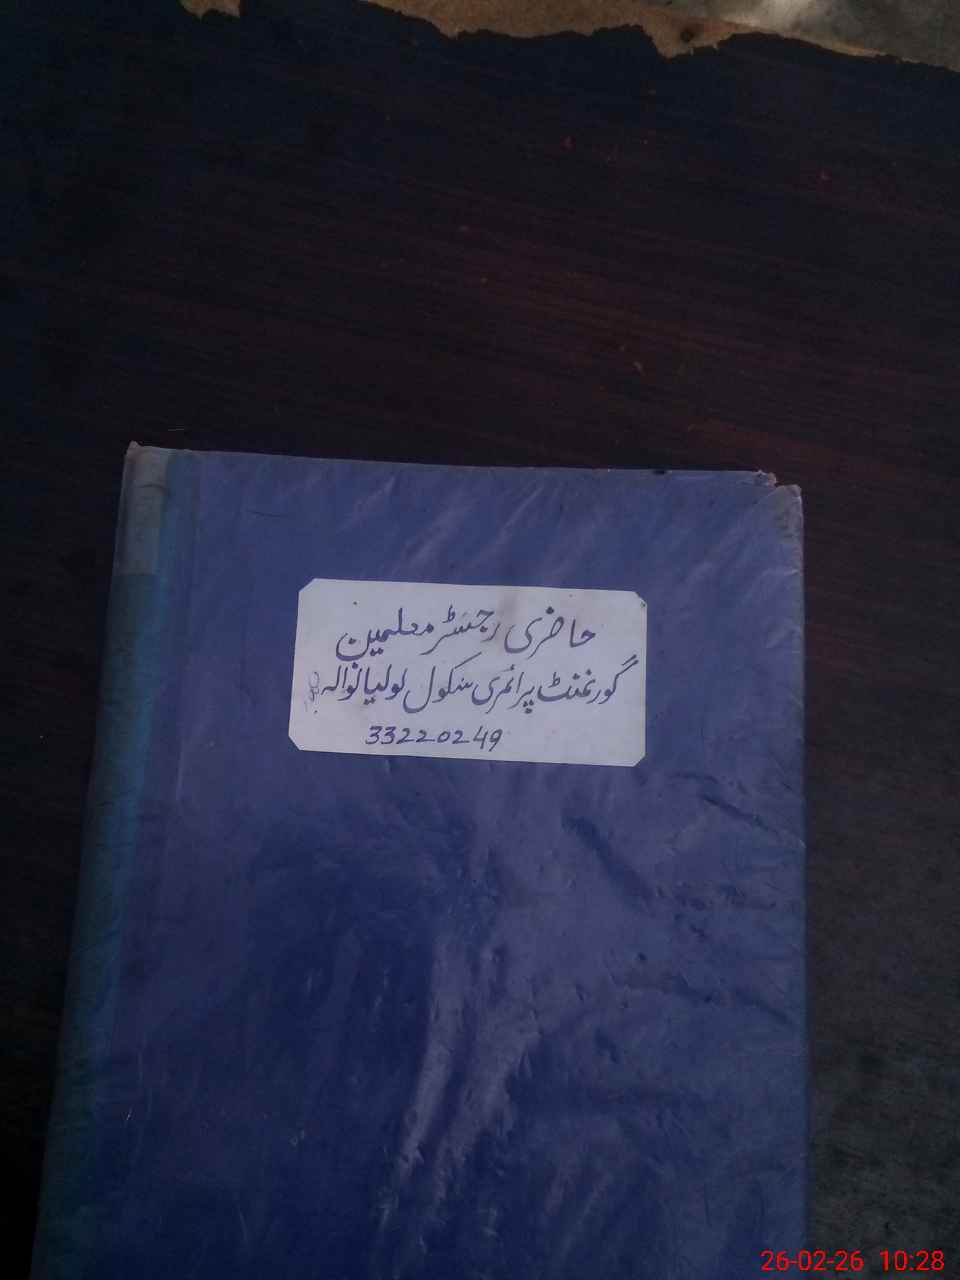 حاضری رجسٹر معلمین
گورنمنٹ پرائمری سکول لولیانوالہ
33220249
26-02-26 10:28